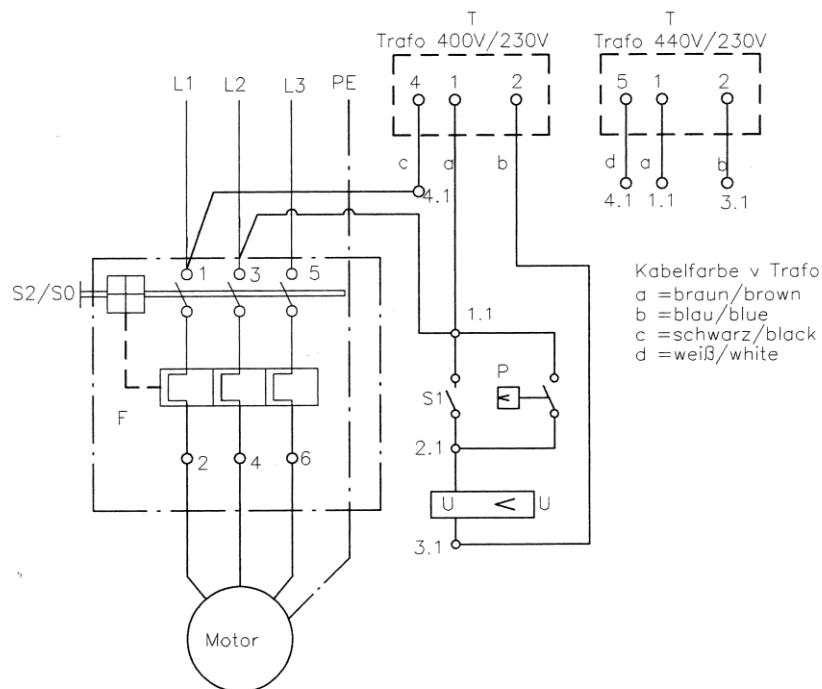 T
Trafo 400V/230V
T
Trafo 440V/230V
4 1 2
5 1 2
L1 L2 L3 PE
c a b
d a b
4.1
4.1 1.1 3.1
1 3 5
S2/S0
Kabelfarbe v Trafo
a =braun/brown
b =blau/blue
c =schwarz/black
d =weiß/white
1.1
P
S1
F
2.1
2 4 6
U < U
3.1
Motor